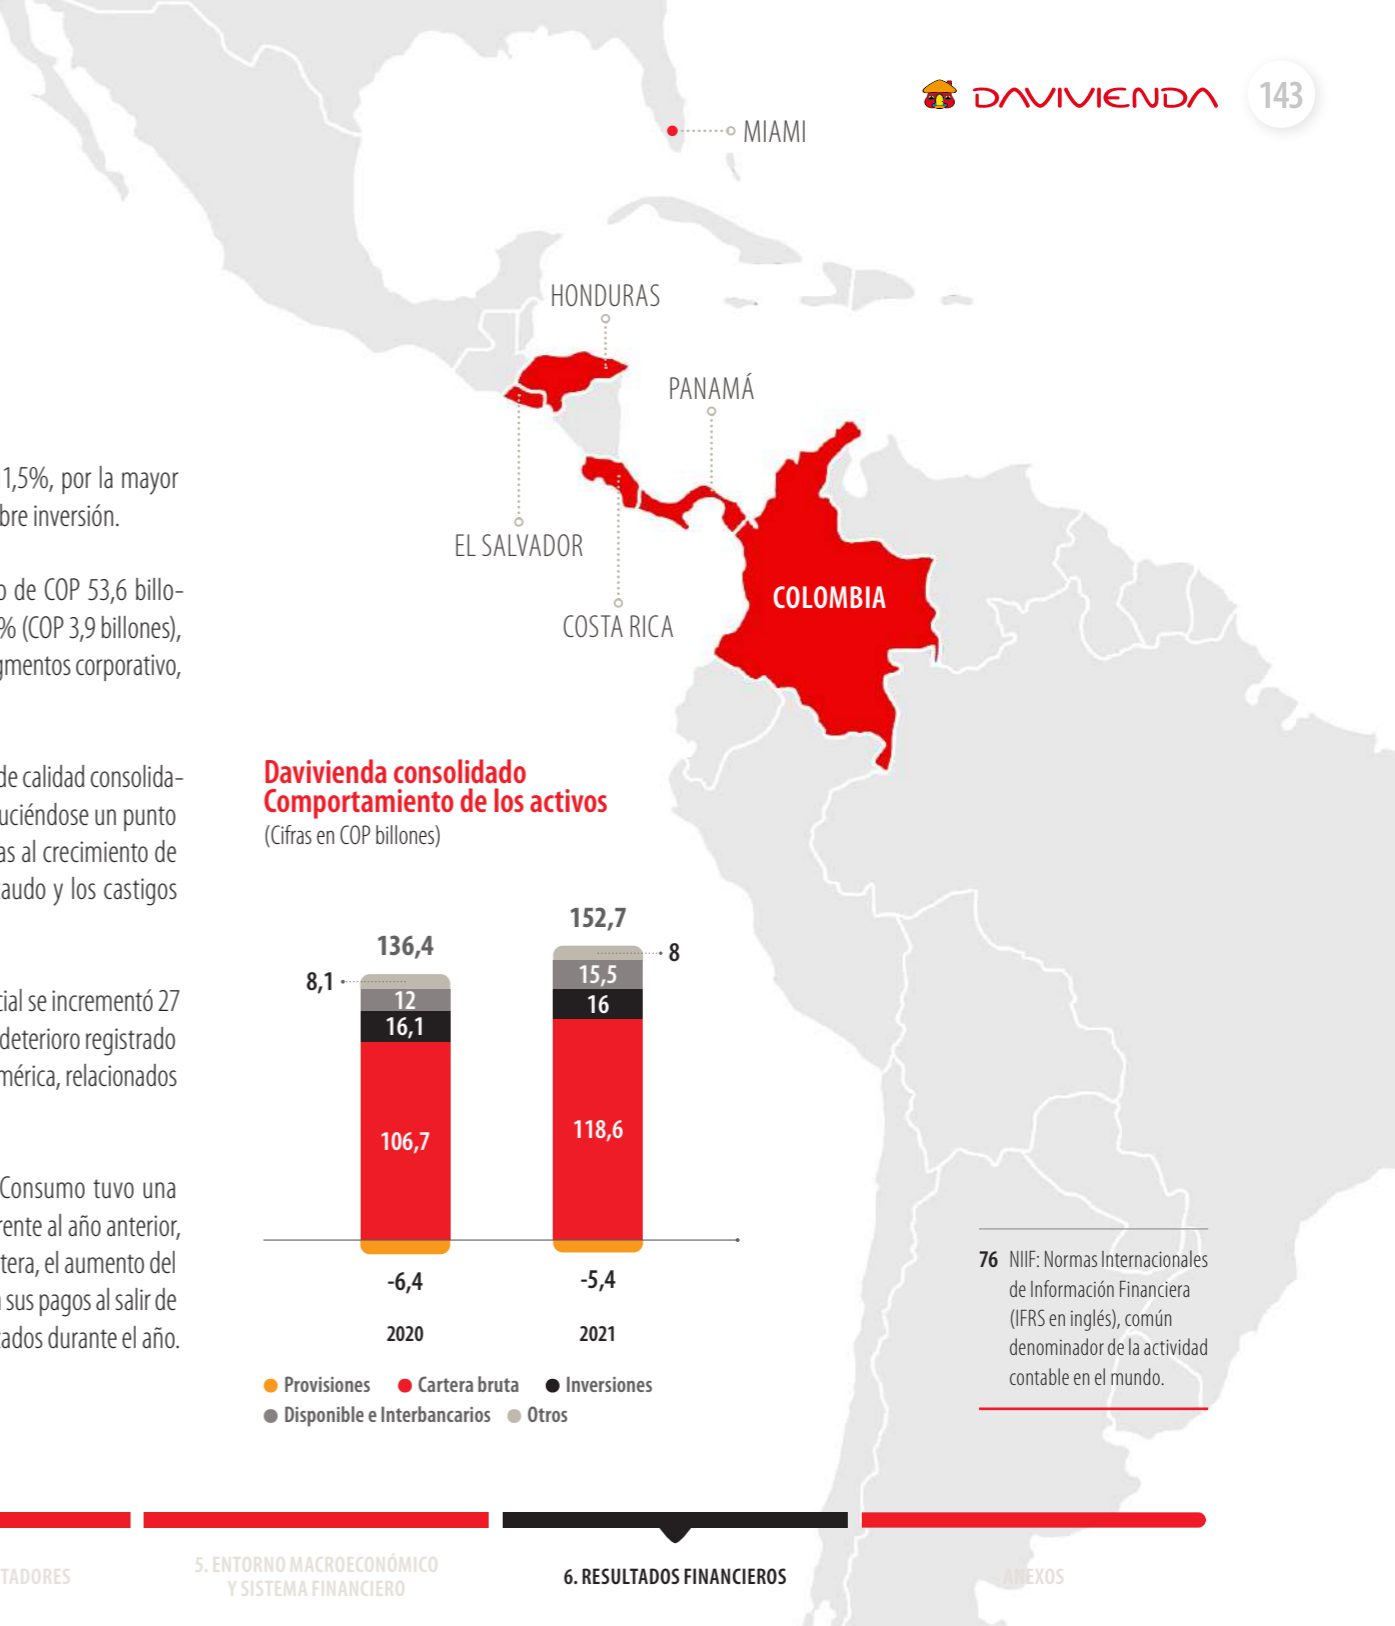 DAVIVIENDA
143
MIAMI
HONDURAS
PANAMÁ
EL SALVADOR
COSTA RICA
COLOMBIA
1,5%, por la mayor
bre inversión.
o de COP 53,6 billo-
% (COP 3,9 billones),
gmentos corporativo,
de calidad consolida-
uciéndose un punto
as al crecimiento de
audo y los castigos
cial se incrementó 27
deterioro registrado
mérica, relacionados
Consumo tuvo una
rente al año anterior,
tera, el aumento del
sus pagos al salir de
ados durante el año.
Davivienda consolidado
Comportamiento de los activos
(Cifras en COP billones)
136,4
152,7
8,1
8
12
15,5
16,1
16
106,7
118,6
-6,4
-5,4
2020
2021
Provisiones
Cartera bruta
Inversiones
Disponible e Interbancarios
Otros
76 NIIF: Normas Internacionales
de Información Financiera
(IFRS en inglés), común
denominador de la actividad
contable en el mundo.
TADORES
5. ENTORNO MACROECONÓMICO
Y SISTEMA FINANCIERO
6. RESULTADOS FINANCIEROS
ANEXOS